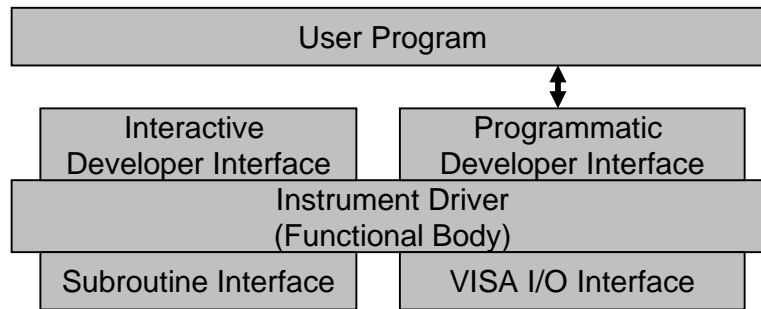 User Program
Interactive
Developer Interface
Programmatic
Developer Interface
Instrument Driver
(Functional Body)
Subroutine Interface
VISA I/O Interface